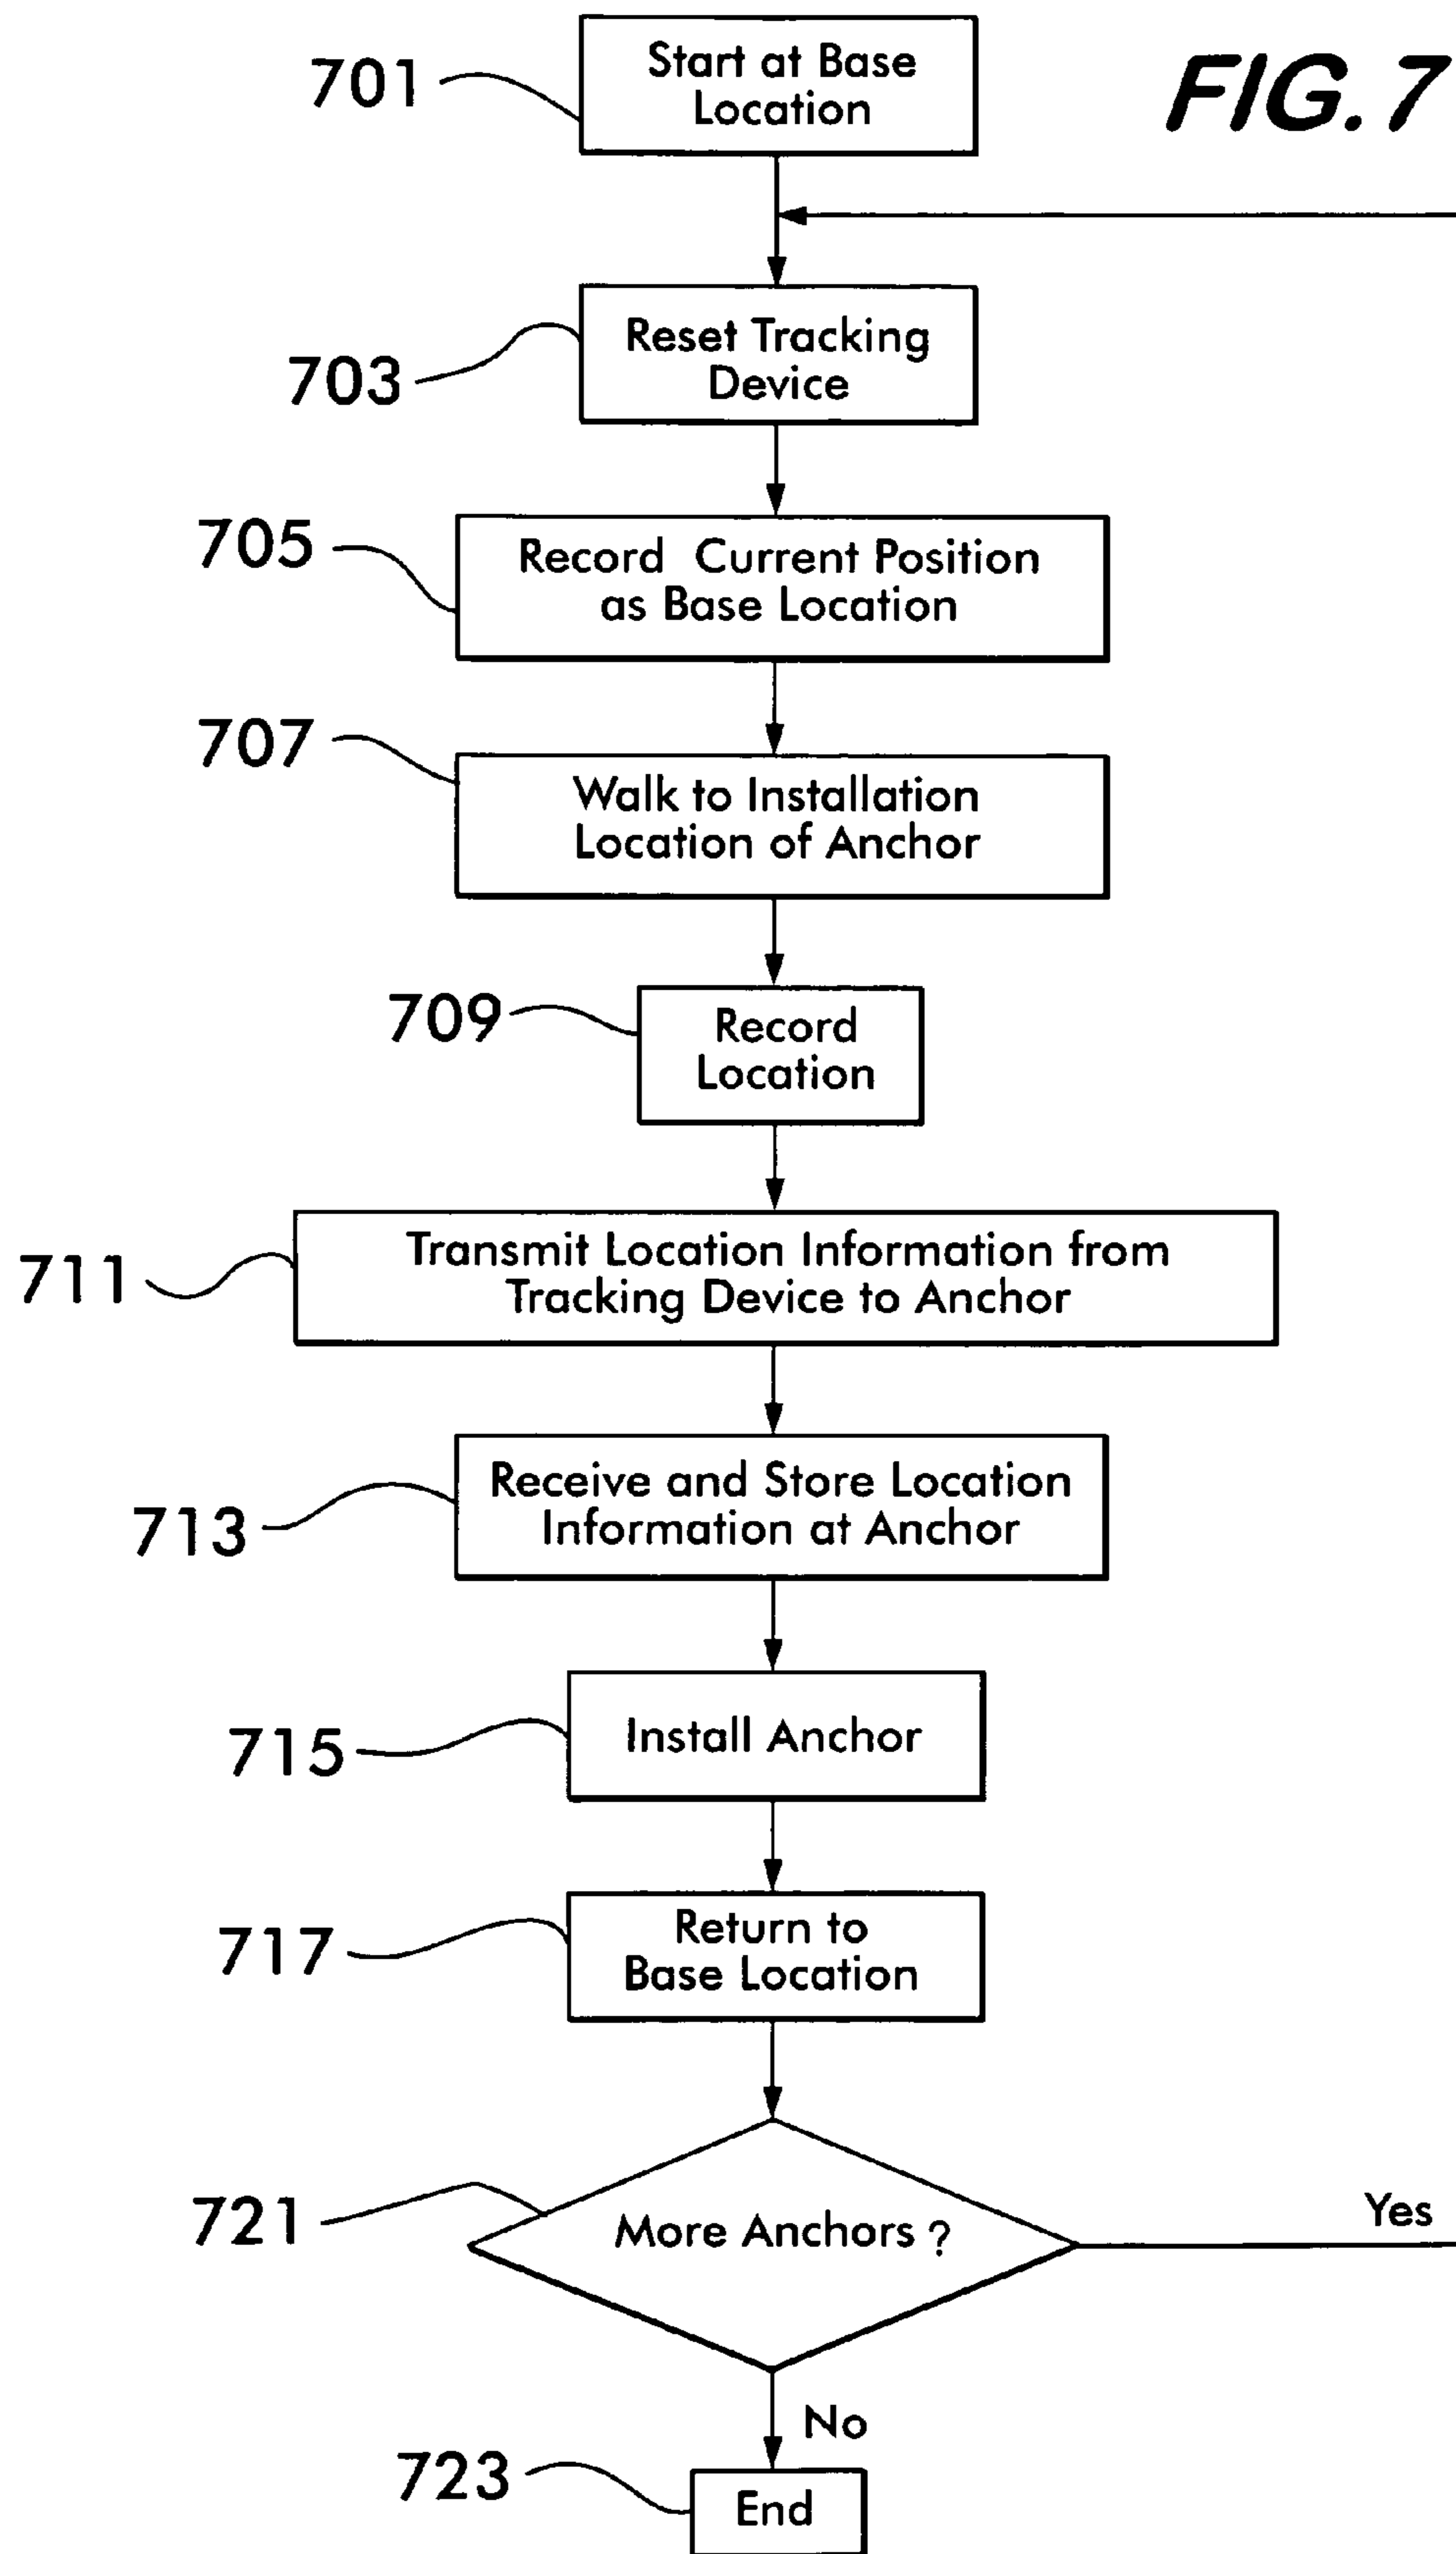 FIG. 7
701
Start at Base
Location
703
Reset Tracking
Device
705
Record Current Position
as Base Location
707
Walk to Installation
Location of Anchor
709
Record
Location
711
Transmit Location Information from
Tracking Device to Anchor
713
Receive and Store Location
Information at Anchor
715
Install Anchor
717
Return to
Base Location
721
More Anchors ?
Yes
No
723
End